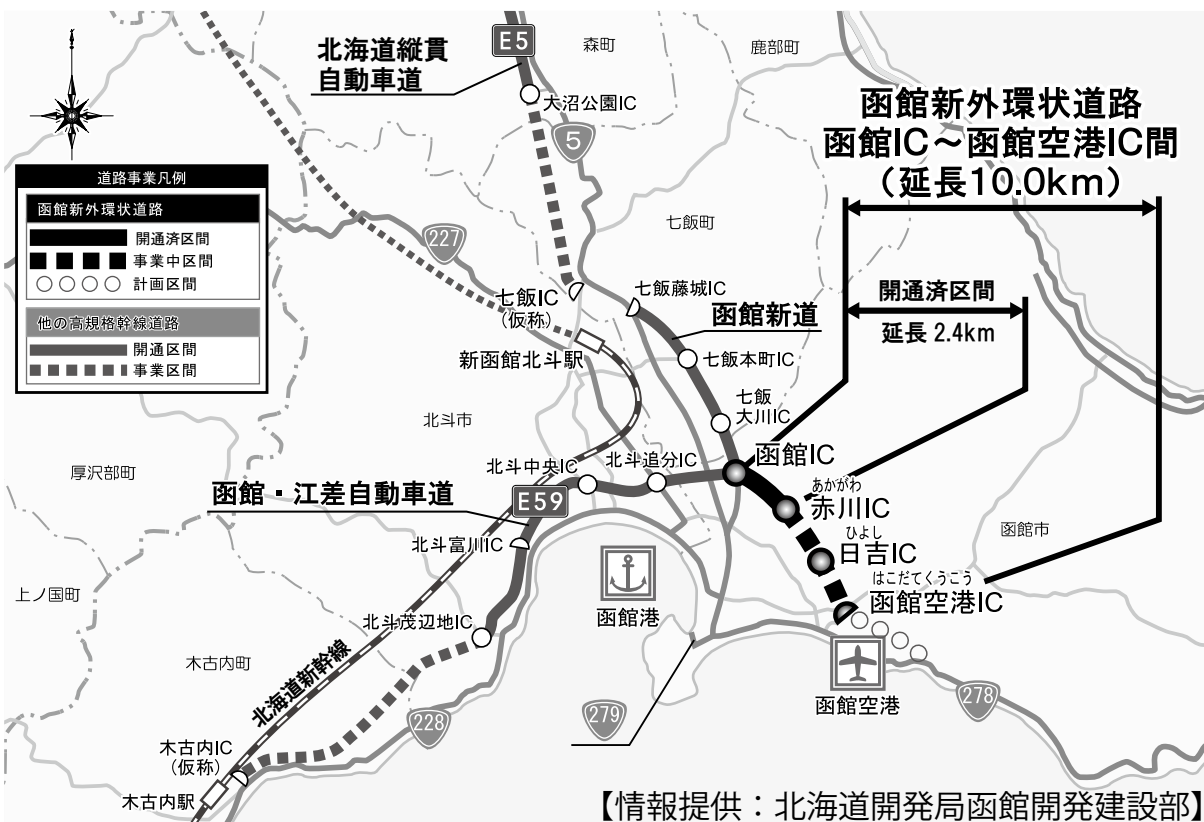 E5
北海道縦貫
自動車道
森町
鹿部町
大沼公園IC
5
函館新外環状道路
函館IC～函館空港IC間
（延長10.0km）
道路事業凡例
函館新外環状道路
開通済区間
事業中区間
計画区間
他の高規格幹線道路
開通区間
事業区間
227
七飯町
七飯IC
(仮称)
七飯藤城IC
函館新道
開通済区間
延長 2.4km
新函館北斗駅
七飯本町IC
七飯
大川IC
北斗市
厚沢部町
北斗中央IC
北斗追分IC
函館IC
函館・江差自動車道
E59
あかがわ
赤川IC
ひよし
日吉IC
函館市
北斗富川IC
はこだてくうこう
函館空港IC
上ノ国町
函館港
北斗茂辺地IC
木古内町
北海道新幹線
函館空港
278
279
228
木古内IC
(仮称)
木古内駅
【情報提供：北海道開発局函館開発建設部】